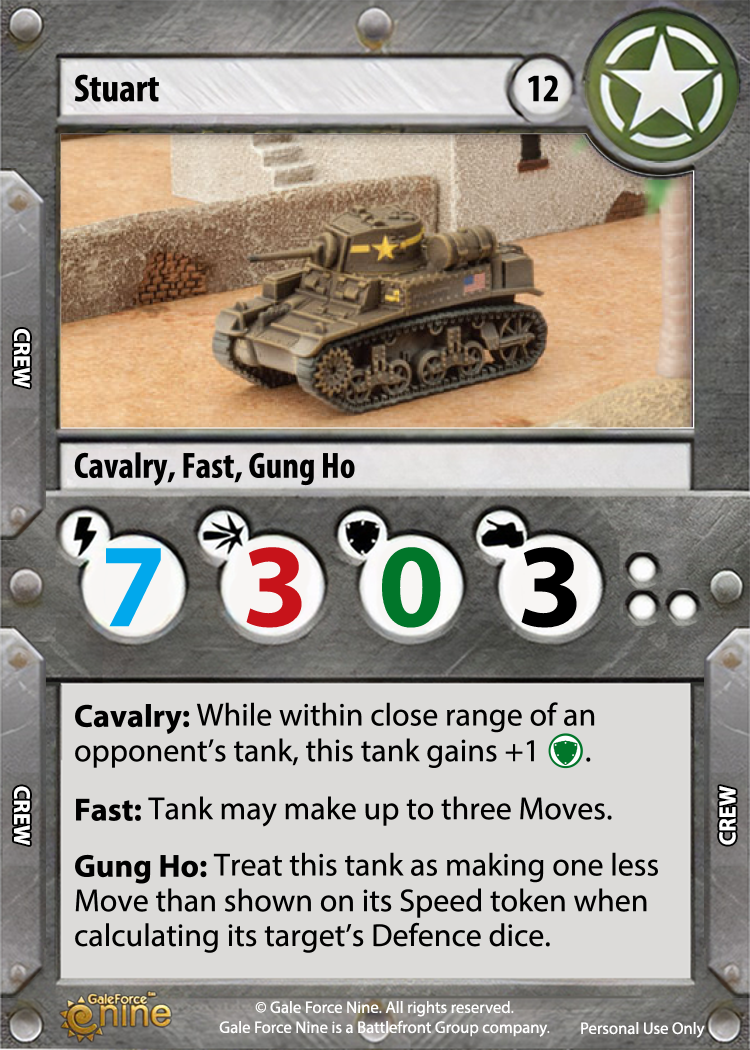 Stuart
12
CREW
Cavalry, Fast, Gung Ho
7 3 0 3
Cavalry: While within close range of an
opponent's tank, this tank gains +1 .
Fast: Tank may make up to three Moves.
Gung Ho: Treat this tank as making one less
Move than shown on its Speed token when
calculating its target's Defence dice.
CREW
CREW
GaleForce™
nine
© Gale Force Nine. All rights reserved.
Gale Force Nine is a Battlefront Group company.
Personal Use Only